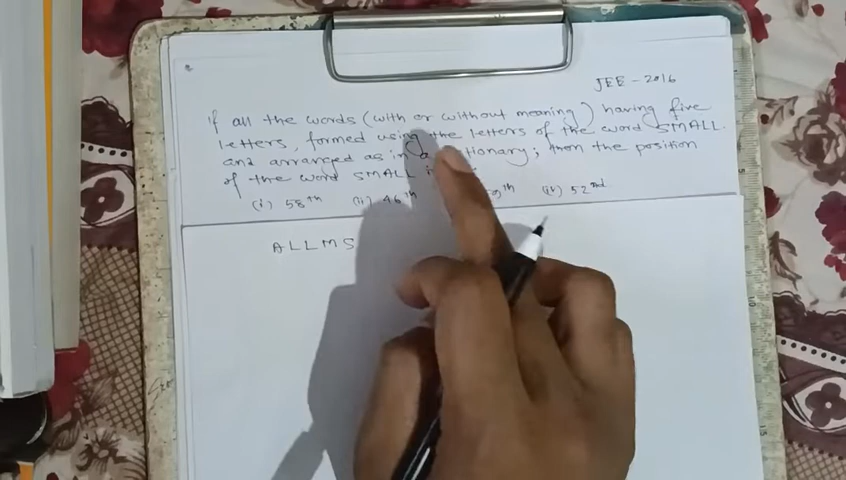 JEE - 2016
If all the words (with or without meaning) having five
letters, formed using the letters of the word SMALL
and arranged as in a dictionary; then the position
of the word SMALL
(i) 58th (ii) 46th (iv) 52nd
ALLMS